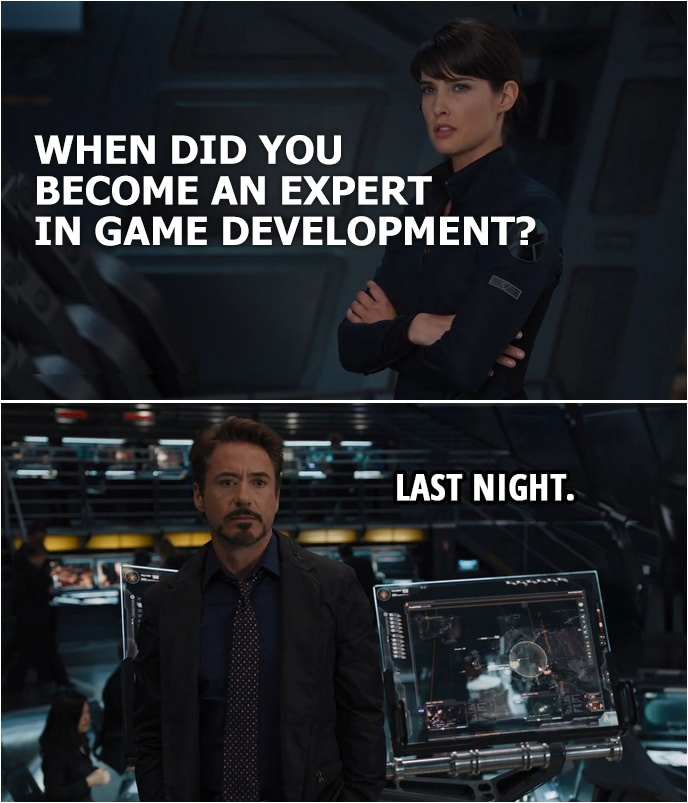 WHEN DID YOU
BECOME AN EXPERT
IN GAME DEVELOPMENT?
LAST NIGHT.